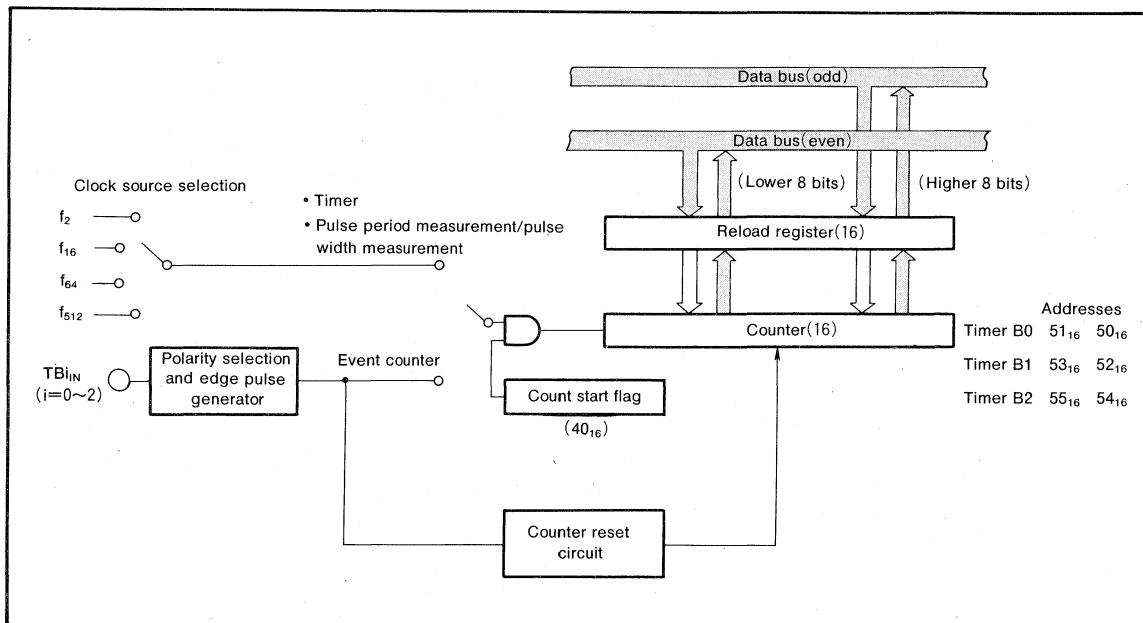 Data bus(odd)
Data bus(even)
(Lower 8 bits)
(Higher 8 bits)
Clock source selection
f₂
f₁₆
f₆₄
f₅₁₂
• Timer
• Pulse period measurement/pulse
width measurement
Reload register(16)
Counter(16)
Addresses
Timer B0 51₁₆ 50₁₆
Timer B1 53₁₆ 52₁₆
Timer B2 55₁₆ 54₁₆
TBiIN
(i=0~2)
Polarity selection
and edge pulse
generator
Event counter
Count start flag
(40₁₆)
Counter reset
circuit